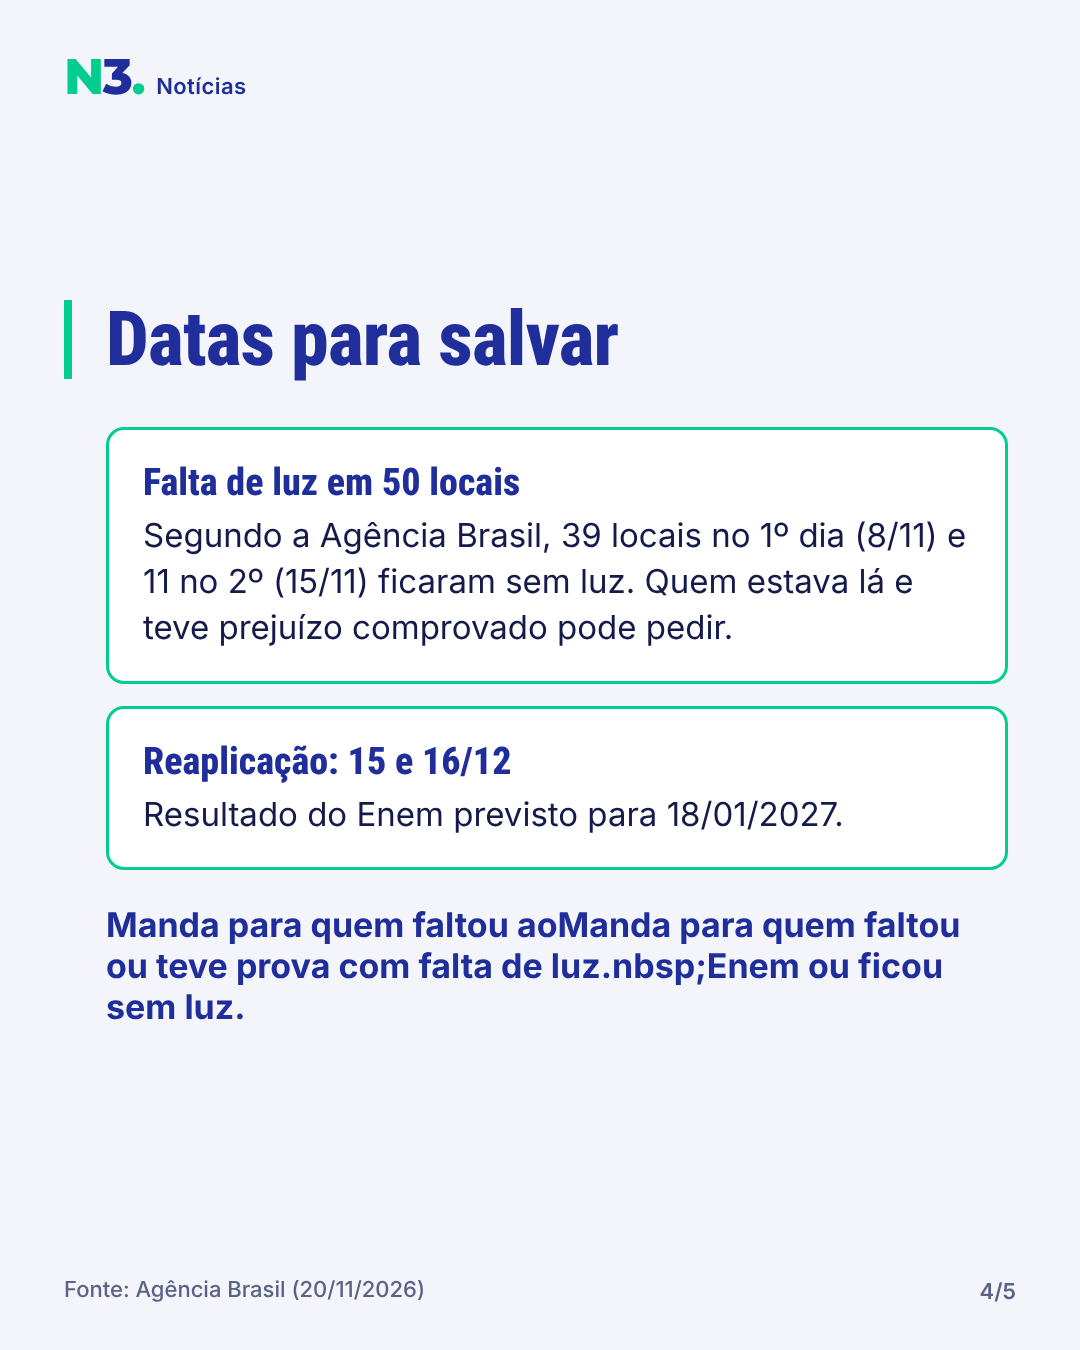 N3. Notícias
Datas para salvar
Falta de luz em 50 locais
Segundo a Agência Brasil, 39 locais no 1º dia (8/11) e
11 no 2º (15/11) ficaram sem luz. Quem estava lá e
teve prejuízo comprovado pode pedir.
Reaplicação: 15 e 16/12
Resultado do Enem previsto para 18/01/2027.
Manda para quem faltou aoManda para quem faltou
ou teve prova com falta de luz.nbsp;Enem ou ficou
sem luz.
Fonte: Agência Brasil (20/11/2026)
4/5